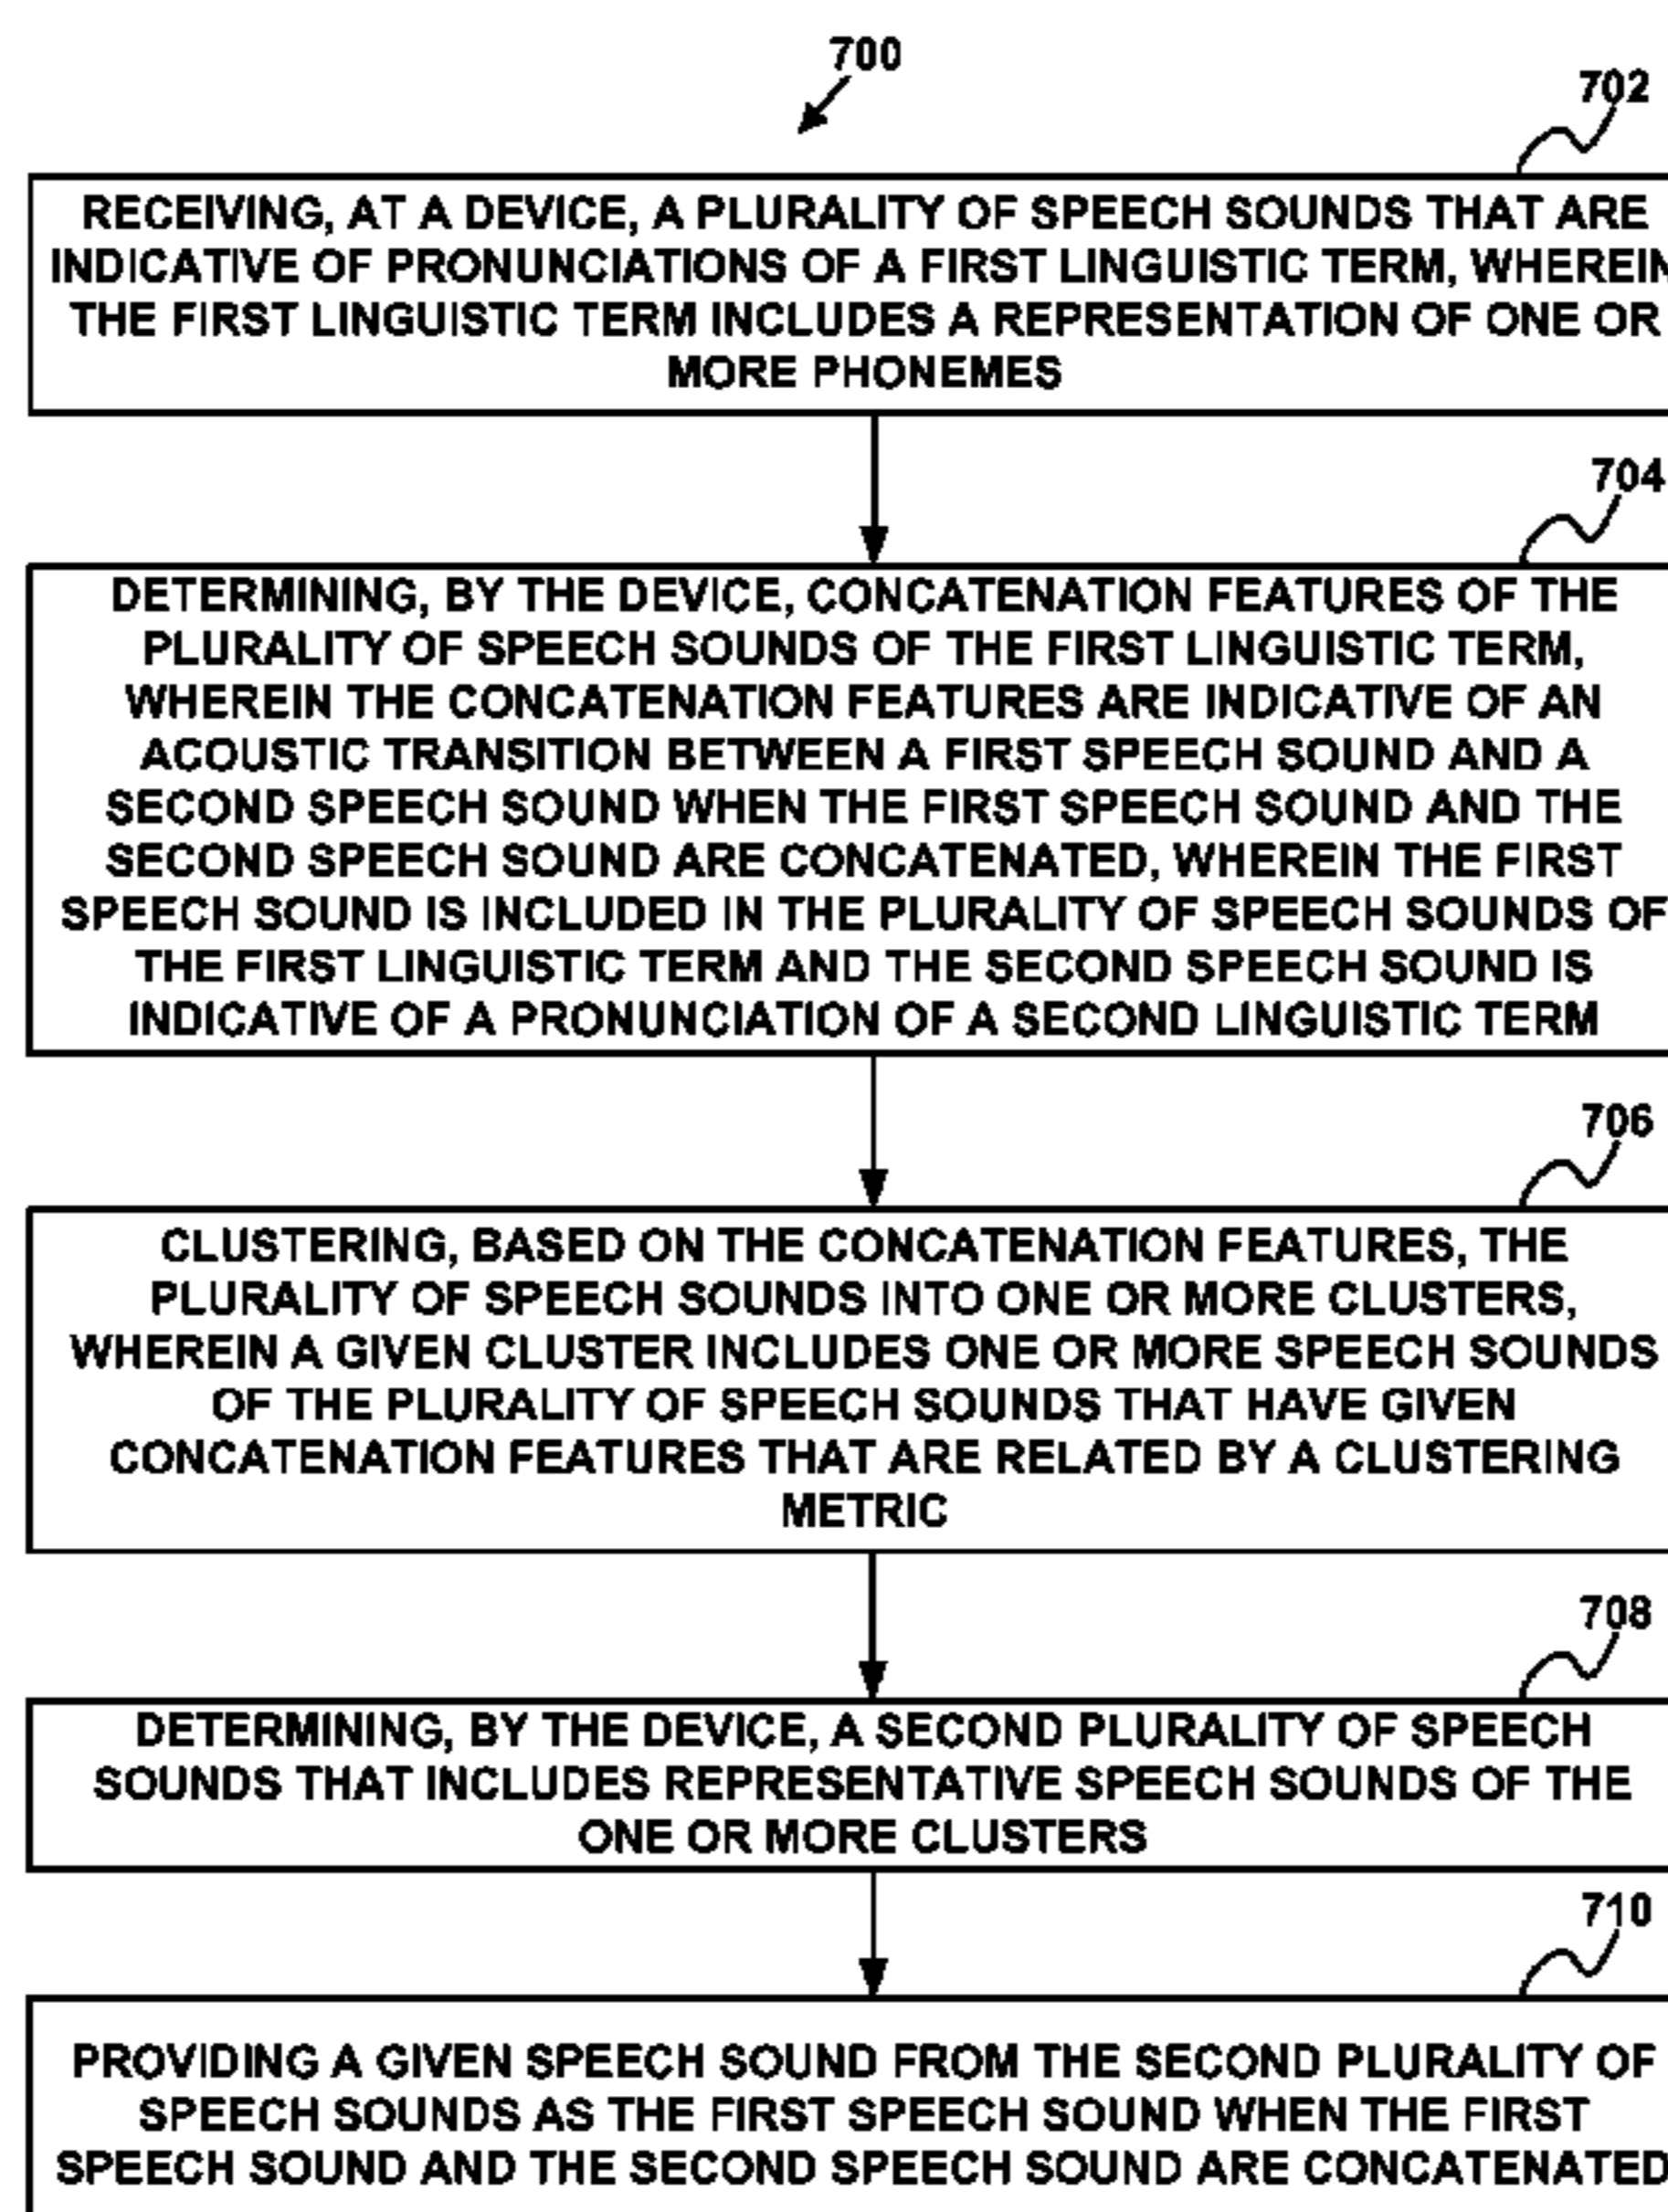 700
702
RECEIVING, AT A DEVICE, A PLURALITY OF SPEECH SOUNDS THAT ARE
INDICATIVE OF PRONUNCIATIONS OF A FIRST LINGUISTIC TERM, WHEREIN
THE FIRST LINGUISTIC TERM INCLUDES A REPRESENTATION OF ONE OR
MORE PHONEMES
704
DETERMINING, BY THE DEVICE, CONCATENATION FEATURES OF THE
PLURALITY OF SPEECH SOUNDS OF THE FIRST LINGUISTIC TERM,
WHEREIN THE CONCATENATION FEATURES ARE INDICATIVE OF AN
ACOUSTIC TRANSITION BETWEEN A FIRST SPEECH SOUND AND A
SECOND SPEECH SOUND WHEN THE FIRST SPEECH SOUND AND THE
SECOND SPEECH SOUND ARE CONCATENATED, WHEREIN THE FIRST
SPEECH SOUND IS INCLUDED IN THE PLURALITY OF SPEECH SOUNDS OF
THE FIRST LINGUISTIC TERM AND THE SECOND SPEECH SOUND IS
INDICATIVE OF A PRONUNCIATION OF A SECOND LINGUISTIC TERM
706
CLUSTERING, BASED ON THE CONCATENATION FEATURES, THE
PLURALITY OF SPEECH SOUNDS INTO ONE OR MORE CLUSTERS,
WHEREIN A GIVEN CLUSTER INCLUDES ONE OR MORE SPEECH SOUNDS
OF THE PLURALITY OF SPEECH SOUNDS THAT HAVE GIVEN
CONCATENATION FEATURES THAT ARE RELATED BY A CLUSTERING
METRIC
708
DETERMINING, BY THE DEVICE, A SECOND PLURALITY OF SPEECH
SOUNDS THAT INCLUDES REPRESENTATIVE SPEECH SOUNDS OF THE
ONE OR MORE CLUSTERS
710
PROVIDING A GIVEN SPEECH SOUND FROM THE SECOND PLURALITY OF
SPEECH SOUNDS AS THE FIRST SPEECH SOUND WHEN THE FIRST
SPEECH SOUND AND THE SECOND SPEECH SOUND ARE CONCATENATED